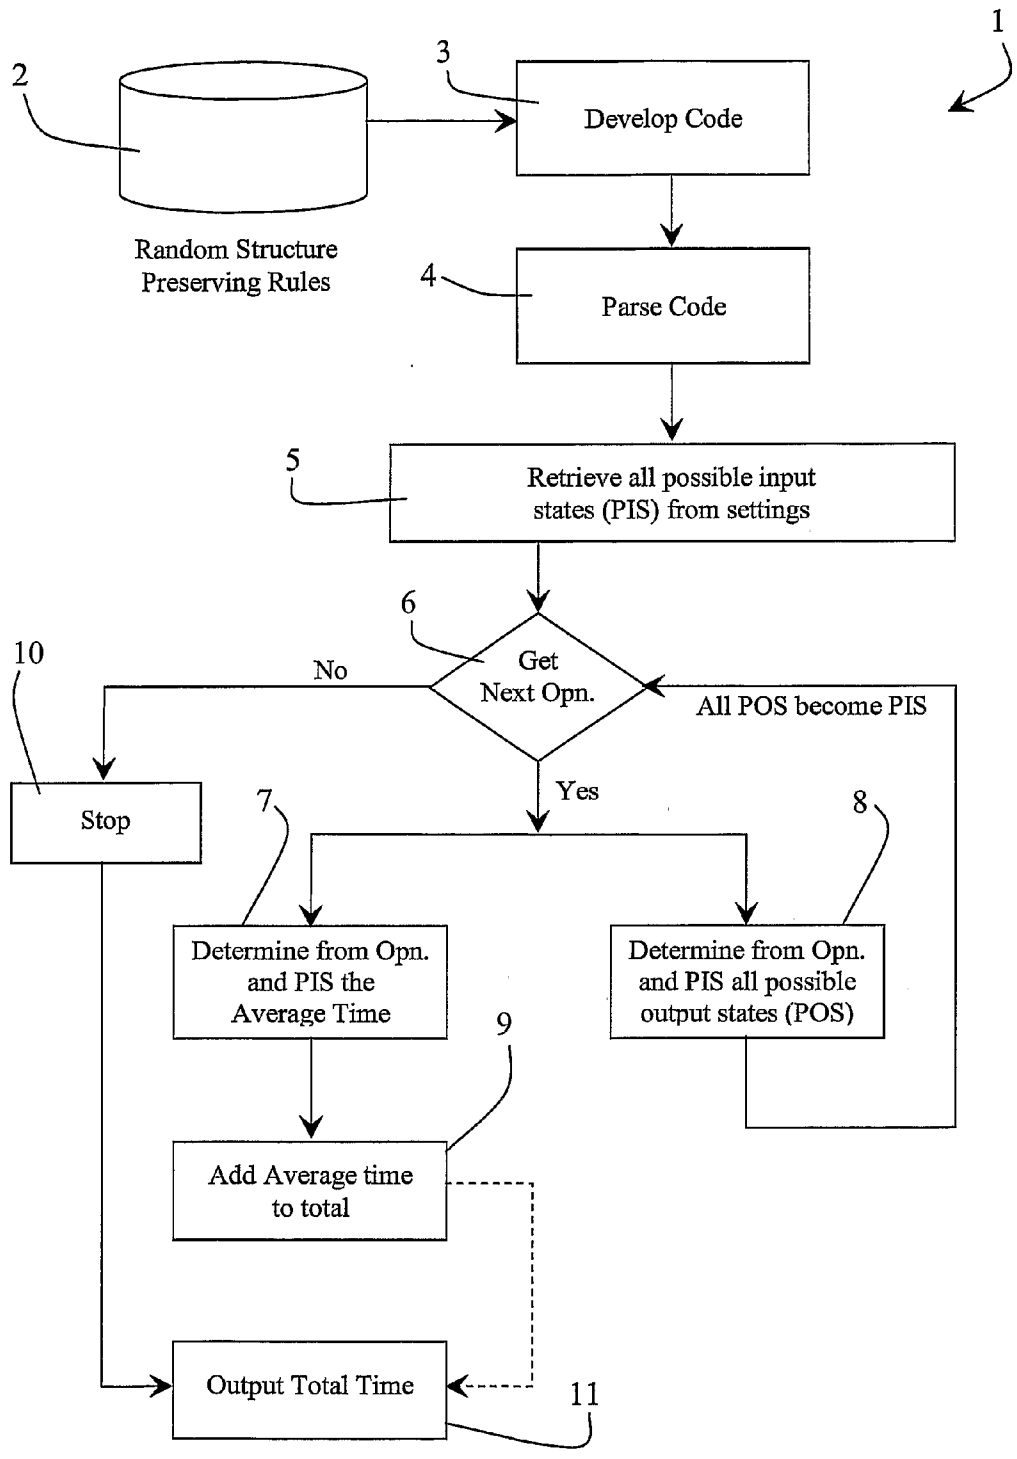 1
2
3
Develop Code
Random Structure
Preserving Rules
4
Parse Code
5
Retrieve all possible input
states (PIS) from settings
6
Get
Next Opn.
No
Yes
All POS become PIS
10
Stop
7
Determine from Opn.
and PIS the
Average Time
8
Determine from Opn.
and PIS all possible
output states (POS)
9
Add Average time
to total
Output Total Time
11